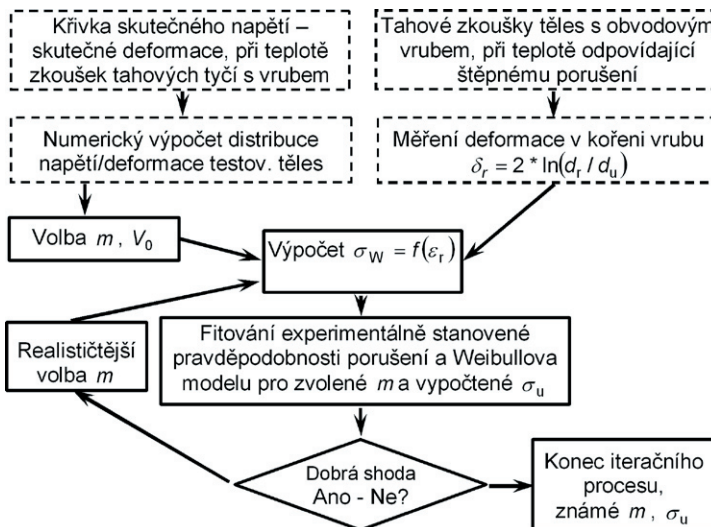 Křivka skutečného napětí –
skutečné deformace, při teplotě
zkoušek tahových tyčí s vrubem
Tahové zkoušky těles s obvodovým
vrubem, při teplotě odpovídající
štěpnému porušení
Numerický výpočet distribuce
napětí/deformace testov. těles
Měření deformace v kořeni vrubu
δr = 2 * ln(dr / du)
Volba m , V0
Výpočet σW = f(εr)
Realističtější
volba m
Fitování experimentálně stanovené
pravděpodobnosti porušení a Weibullova
modelu pro zvolené m a vypočtené σu
Dobrá shoda
Ano - Ne?
Konec iteračního
procesu,
známé m , σu